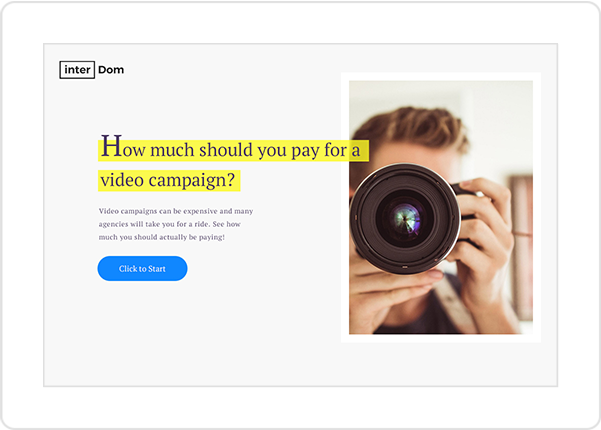 inter Dom
How much should you pay for a
video campaign?
Video campaigns can be expensive and many
agencies will take you for a ride. See how
much you should actually be paying!
Click to Start